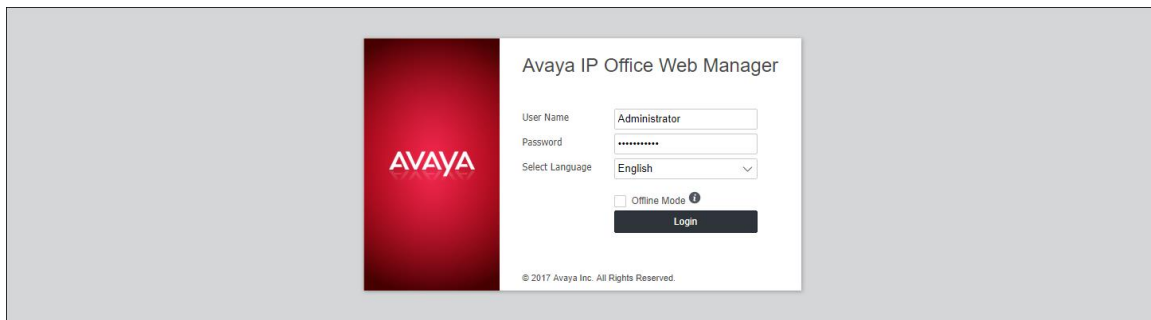 Avaya IP Office Web Manager
User Name
Administrator
Password
•••••••••••
Select Language
English
AVAYA
Offline Mode
Login
© 2017 Avaya Inc. All Rights Reserved.